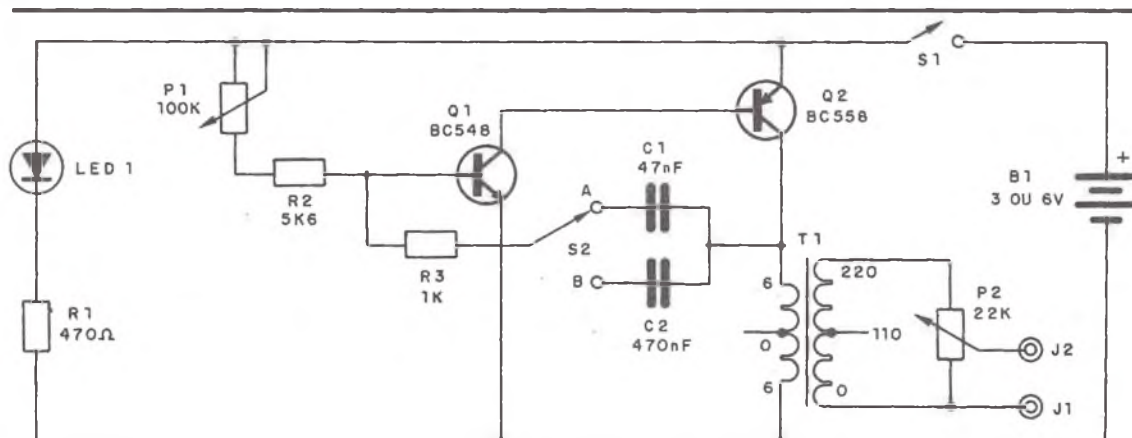 P1
100K
LED 1
R1
470Ω
R2
5K6
R3
1K
Q1
BC548
S2
A
B
C1
47nF
C2
470nF
Q2
BC558
S1
B1
3 OU 6V
+
T1
6
0
6
220
110
0
P2
22K
J2
J1